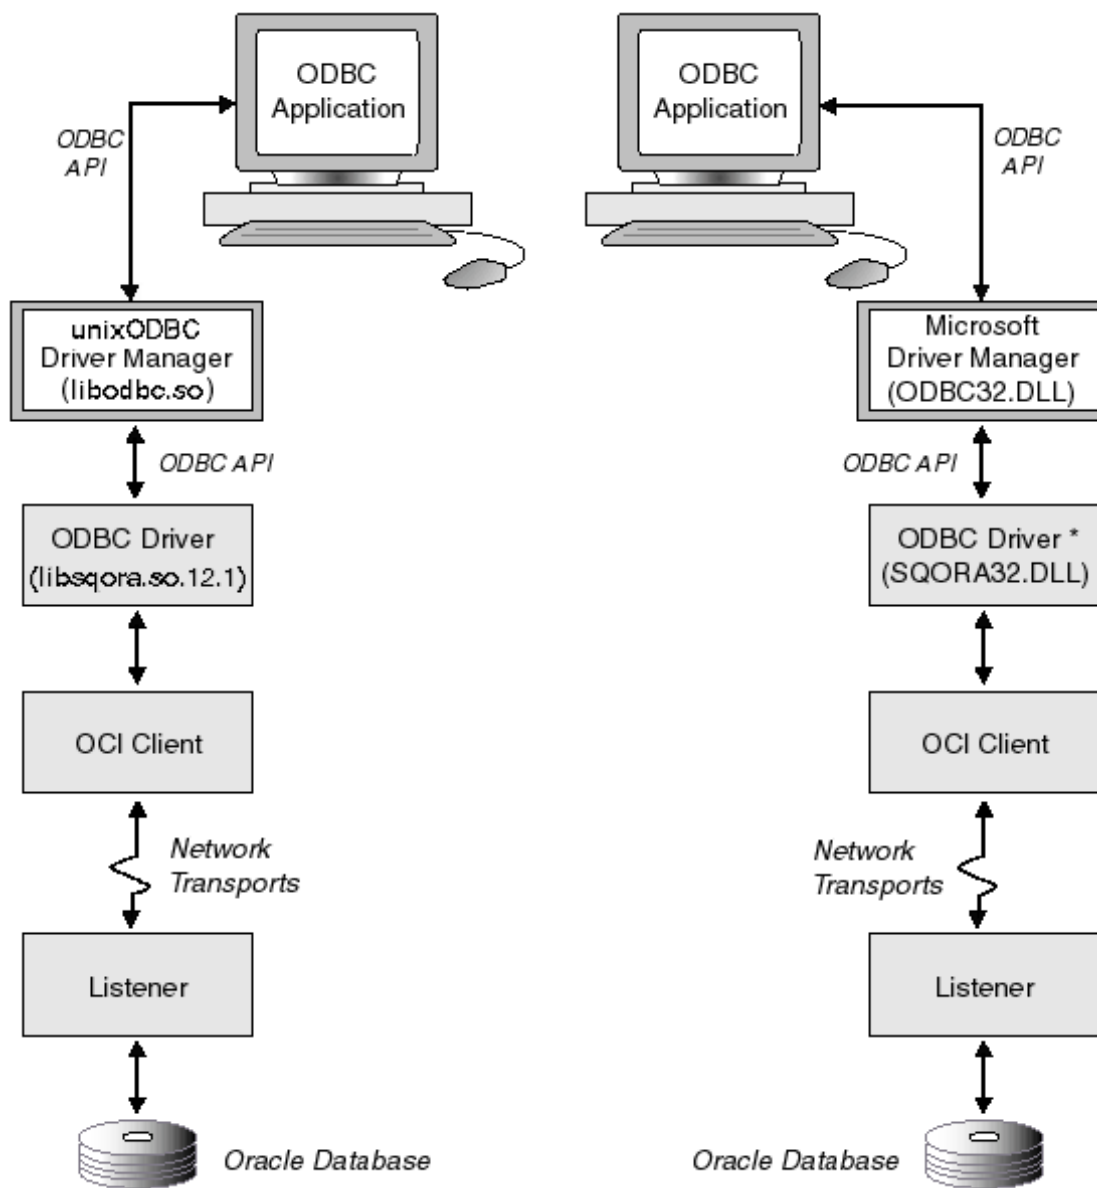 ODBC
Application
ODBC
API
unixODBC
Driver Manager
(libodbc.so)
ODBC API
ODBC Driver
(libsqora.so.12.1)
OCI Client
Network
Transports
Listener
Oracle Database
ODBC
Application
ODBC
API
Microsoft
Driver Manager
(ODBC32.DLL)
ODBC API
ODBC Driver *
(SQORA32.DLL)
OCI Client
Network
Transports
Listener
Oracle Database